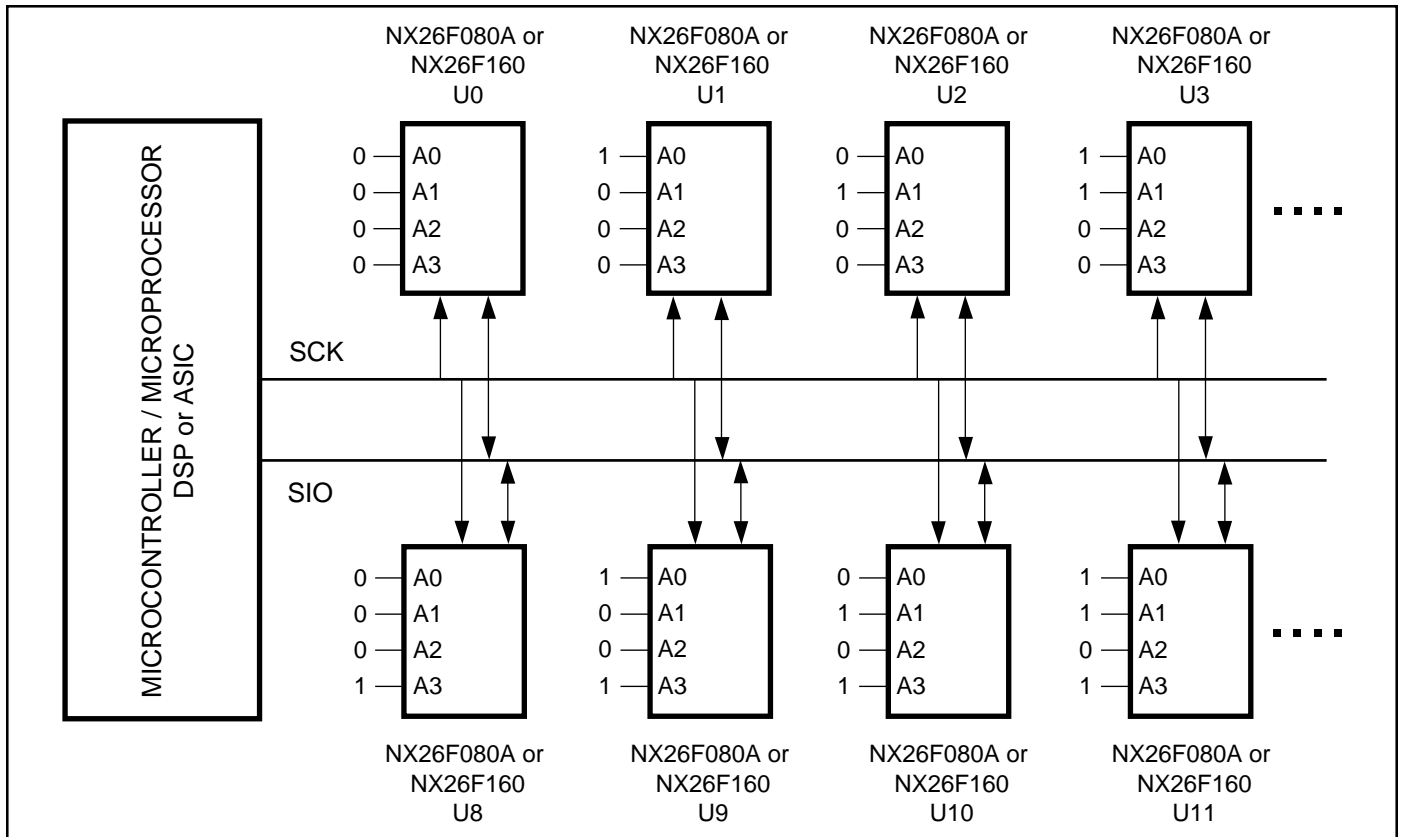 NX26F080A or
NX26F160
U0
NX26F080A or
NX26F160
U1
NX26F080A or
NX26F160
U2
NX26F080A or
NX26F160
U3
MICROCONTROLLER / MICROPROCESSOR
DSP or ASIC
0 A0
0 A1
0 A2
0 A3
1 A0
0 A1
0 A2
0 A3
0 A0
1 A1
0 A2
0 A3
1 A0
1 A1
0 A2
0 A3
SCK
SIO
0 A0
0 A1
0 A2
1 A3
1 A0
0 A1
0 A2
1 A3
0 A0
1 A1
0 A2
1 A3
1 A0
1 A1
0 A2
1 A3
NX26F080A or
NX26F160
U8
NX26F080A or
NX26F160
U9
NX26F080A or
NX26F160
U10
NX26F080A or
NX26F160
U11